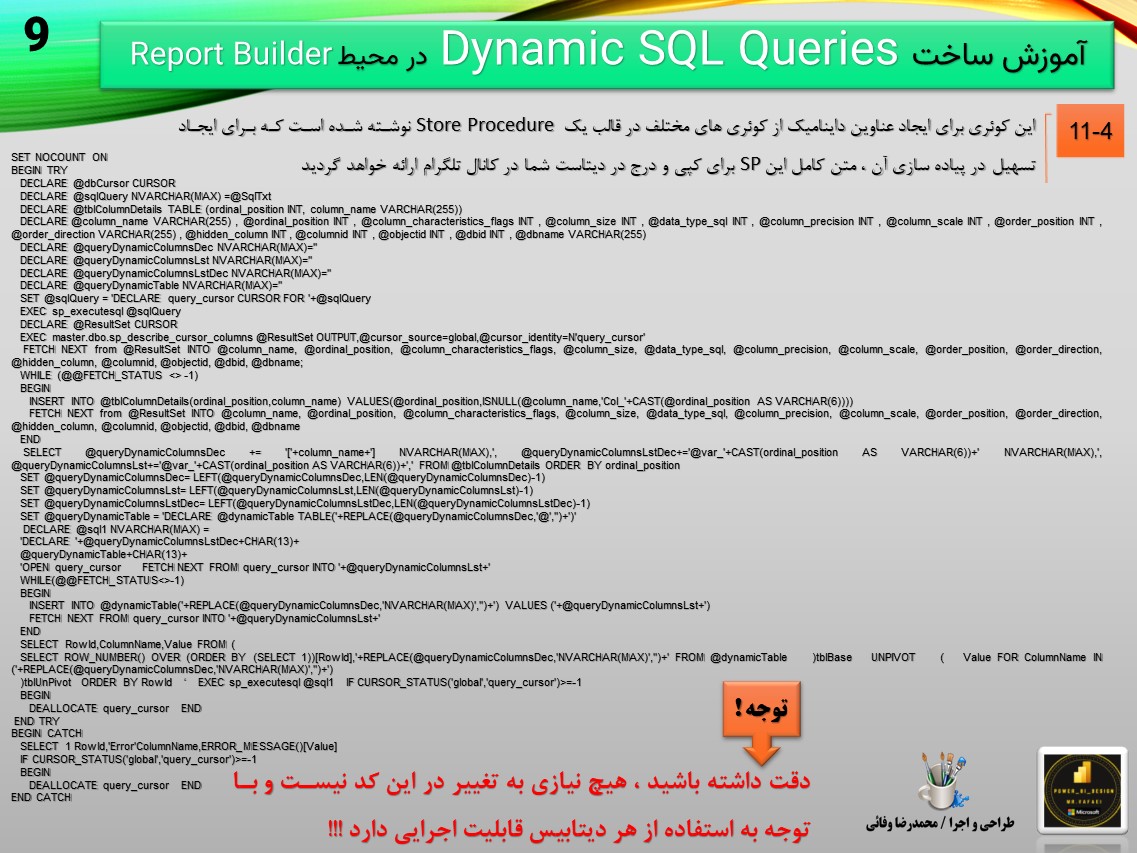 9
آموزش ساخت Dynamic SQL Queries در محیط Report Builder
11-4
این کوئری برای ایجاد عناوین داینامیک از کوئری های مختلف در قالب یک Store Procedure نوشته شده است که برای ایجاد
تسهیل در پیاده سازی آن ، متن کامل این SP برای کپی و درج در دیتاست شما در کانال تلگرام ارائه خواهد گردید
SET NOCOUNT ON
BEGIN TRY
DECLARE @dbCursor CURSOR
DECLARE @sqlQuery NVARCHAR(MAX) =@SqlTxt
DECLARE @tblColumnDetails TABLE (ordinal_position INT, column_name VARCHAR(255))
DECLARE @column_name VARCHAR(255) , @ordinal_position INT , @column_characteristics_flags INT , @column_size INT , @data_type_sql INT , @column_precision INT , @column_scale INT , @order_position INT ,
@order_direction VARCHAR(255) , @hidden_column INT , @columnid INT , @objectid INT , @dbid INT , @dbname VARCHAR(255)
DECLARE @queryDynamicColumnsDec NVARCHAR(MAX)=''
DECLARE @queryDynamicColumnsLst NVARCHAR(MAX)=''
DECLARE @queryDynamicColumnsLstDec NVARCHAR(MAX)=''
DECLARE @queryDynamicTable NVARCHAR(MAX)=''
SET @sqlQuery = 'DECLARE query_cursor CURSOR FOR '+@sqlQuery
EXEC sp_executesql @sqlQuery
DECLARE @ResultSet CURSOR
EXEC master.dbo.sp_describe_cursor_columns @ResultSet OUTPUT,@cursor_source=global,@cursor_identity=N'query_cursor'
FETCH NEXT from @ResultSet INTO @column_name, @ordinal_position, @column_characteristics_flags, @column_size, @data_type_sql, @column_precision, @column_scale, @order_position, @order_direction,
@hidden_column, @columnid, @objectid, @dbid, @dbname;
WHILE (@@FETCH_STATUS <> -1)
BEGIN
INSERT INTO @tblColumnDetails(ordinal_position,column_name) VALUES(@ordinal_position,ISNULL(@column_name,'Col_'+CAST(@ordinal_position AS VARCHAR(6))))
FETCH NEXT from @ResultSet INTO @column_name, @ordinal_position, @column_characteristics_flags, @column_size, @data_type_sql, @column_precision, @column_scale, @order_position, @order_direction,
@hidden_column, @columnid, @objectid, @dbid, @dbname
END
SELECT @queryDynamicColumnsDec += '['+column_name+'] NVARCHAR(MAX),', @queryDynamicColumnsLstDec+='@var_'+CAST(ordinal_position AS VARCHAR(6))+' NVARCHAR(MAX),',
@queryDynamicColumnsLst+='@var_'+CAST(ordinal_position AS VARCHAR(6))+',' FROM @tblColumnDetails ORDER BY ordinal_position
SET @queryDynamicColumnsDec= LEFT(@queryDynamicColumnsDec,LEN(@queryDynamicColumnsDec)-1)
SET @queryDynamicColumnsLst= LEFT(@queryDynamicColumnsLst,LEN(@queryDynamicColumnsLst)-1)
SET @queryDynamicColumnsLstDec= LEFT(@queryDynamicColumnsLstDec,LEN(@queryDynamicColumnsLstDec)-1)
SET @queryDynamicTable = 'DECLARE @dynamicTable TABLE('+REPLACE(@queryDynamicColumnsDec,'@','')+')'
DECLARE @sql1 NVARCHAR(MAX) =
'DECLARE '+@queryDynamicColumnsLstDec+CHAR(13)+
@queryDynamicTable+CHAR(13)+
'OPEN query_cursor FETCH NEXT FROM query_cursor INTO '+@queryDynamicColumnsLst+'
WHILE(@@FETCH_STATUS<>-1)
BEGIN
INSERT INTO @dynamicTable('+REPLACE(@queryDynamicColumnsDec,'NVARCHAR(MAX)','')+') VALUES ('+@queryDynamicColumnsLst+')
FETCH NEXT FROM query_cursor INTO '+@queryDynamicColumnsLst+'
END
SELECT RowId,ColumnName,Value FROM (
SELECT ROW_NUMBER() OVER (ORDER BY (SELECT 1))[RowId],'+REPLACE(@queryDynamicColumnsDec,'NVARCHAR(MAX)','')+' FROM @dynamicTable )tblBase UNPIVOT ( Value FOR ColumnName IN
('+REPLACE(@queryDynamicColumnsDec,'NVARCHAR(MAX)','')+')
)tblUnPivot ORDER BY RowId ‘ EXEC sp_executesql @sql1 IF CURSOR_STATUS('global','query_cursor')>=-1
BEGIN
DEALLOCATE query_cursor END
END TRY
BEGIN CATCH
SELECT 1 RowId,'Error'ColumnName,ERROR_MESSAGE()[Value]
IF CURSOR_STATUS('global','query_cursor')>=-1
BEGIN
DEALLOCATE query_cursor END
END CATCH
توجه !
دقت داشته باشید ، هیچ نیازی به تغییر در این کد نیست و با
توجه به استفاده از هر دیتابیس قابلیت اجرایی دارد !!!
طراحی و اجرا / محمدرضا وفائی
POWER_BI_DESIGN
MR.VAFAEI
Microsoft